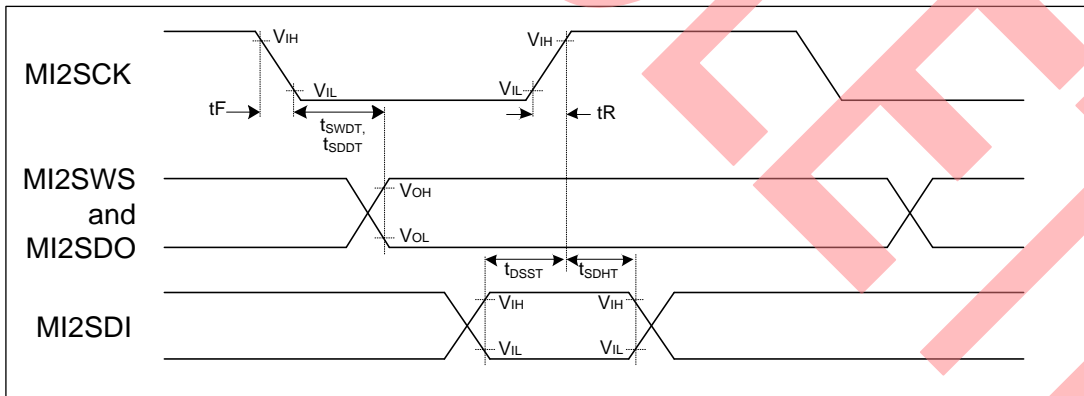 MI2SCK
VIH
VIL
tF
tSWDT,
tSDDT
VIH
VIL
tR
MI2SWS
and
MI2SDO
VOH
VOL
MI2SDI
tDSST
tSDHT
VIH
VIL
VIH
VIL